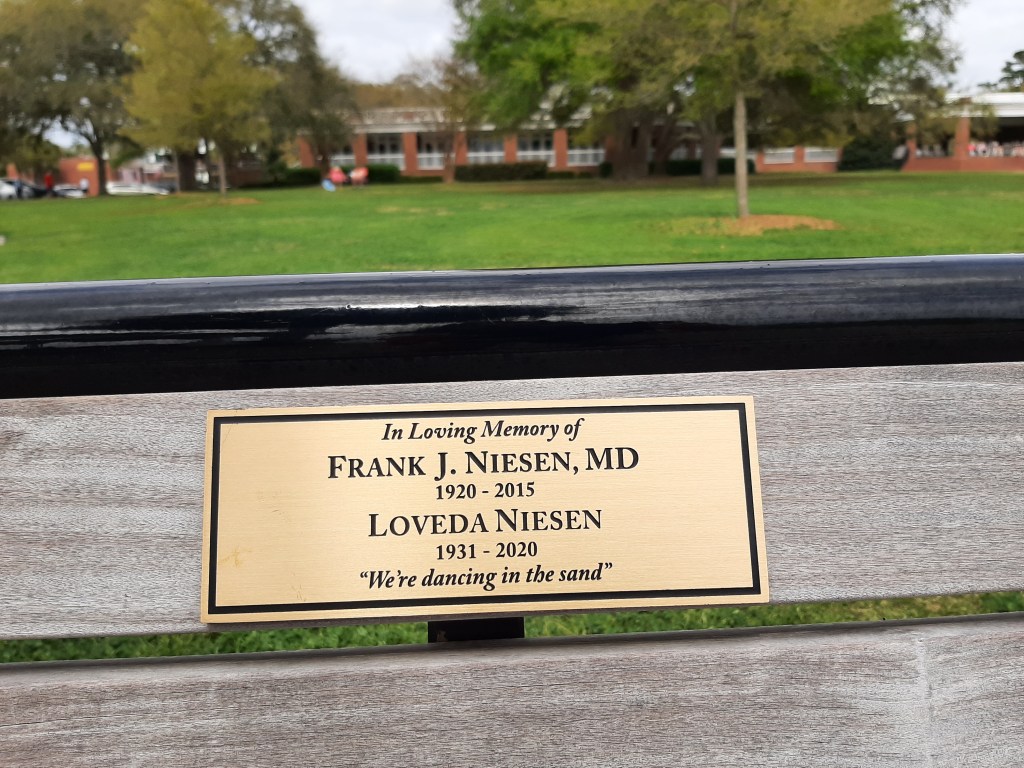 In Loving Memory of
FRANK J. NIESEN, MD
1920 - 2015
LOVEDA NIESEN
1931 - 2020
“We're dancing in the sand”